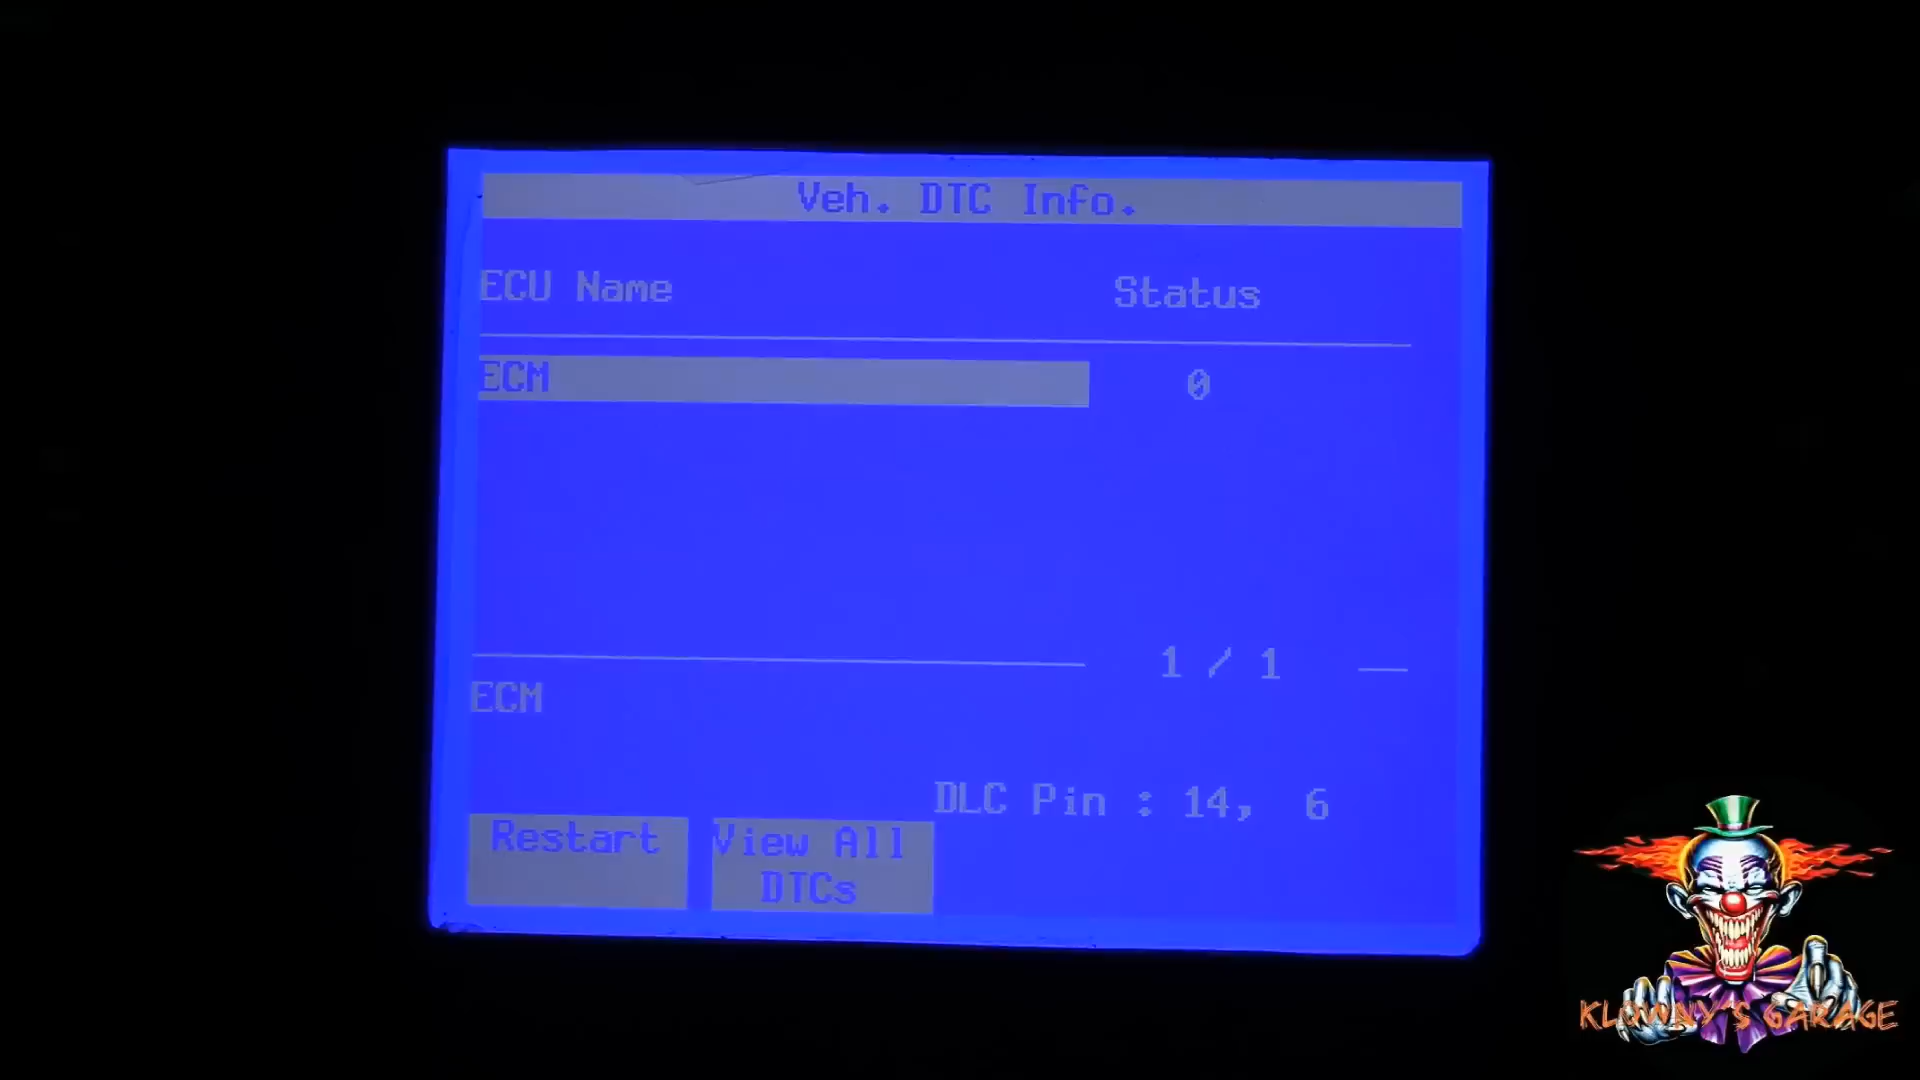 Veh. DTC Info.
ECU Name Status
ECM 0
1 / 1
ECM
DLC Pin : 14, 6
Restart
View All
DTCs
KLOWNY'S GARAGE